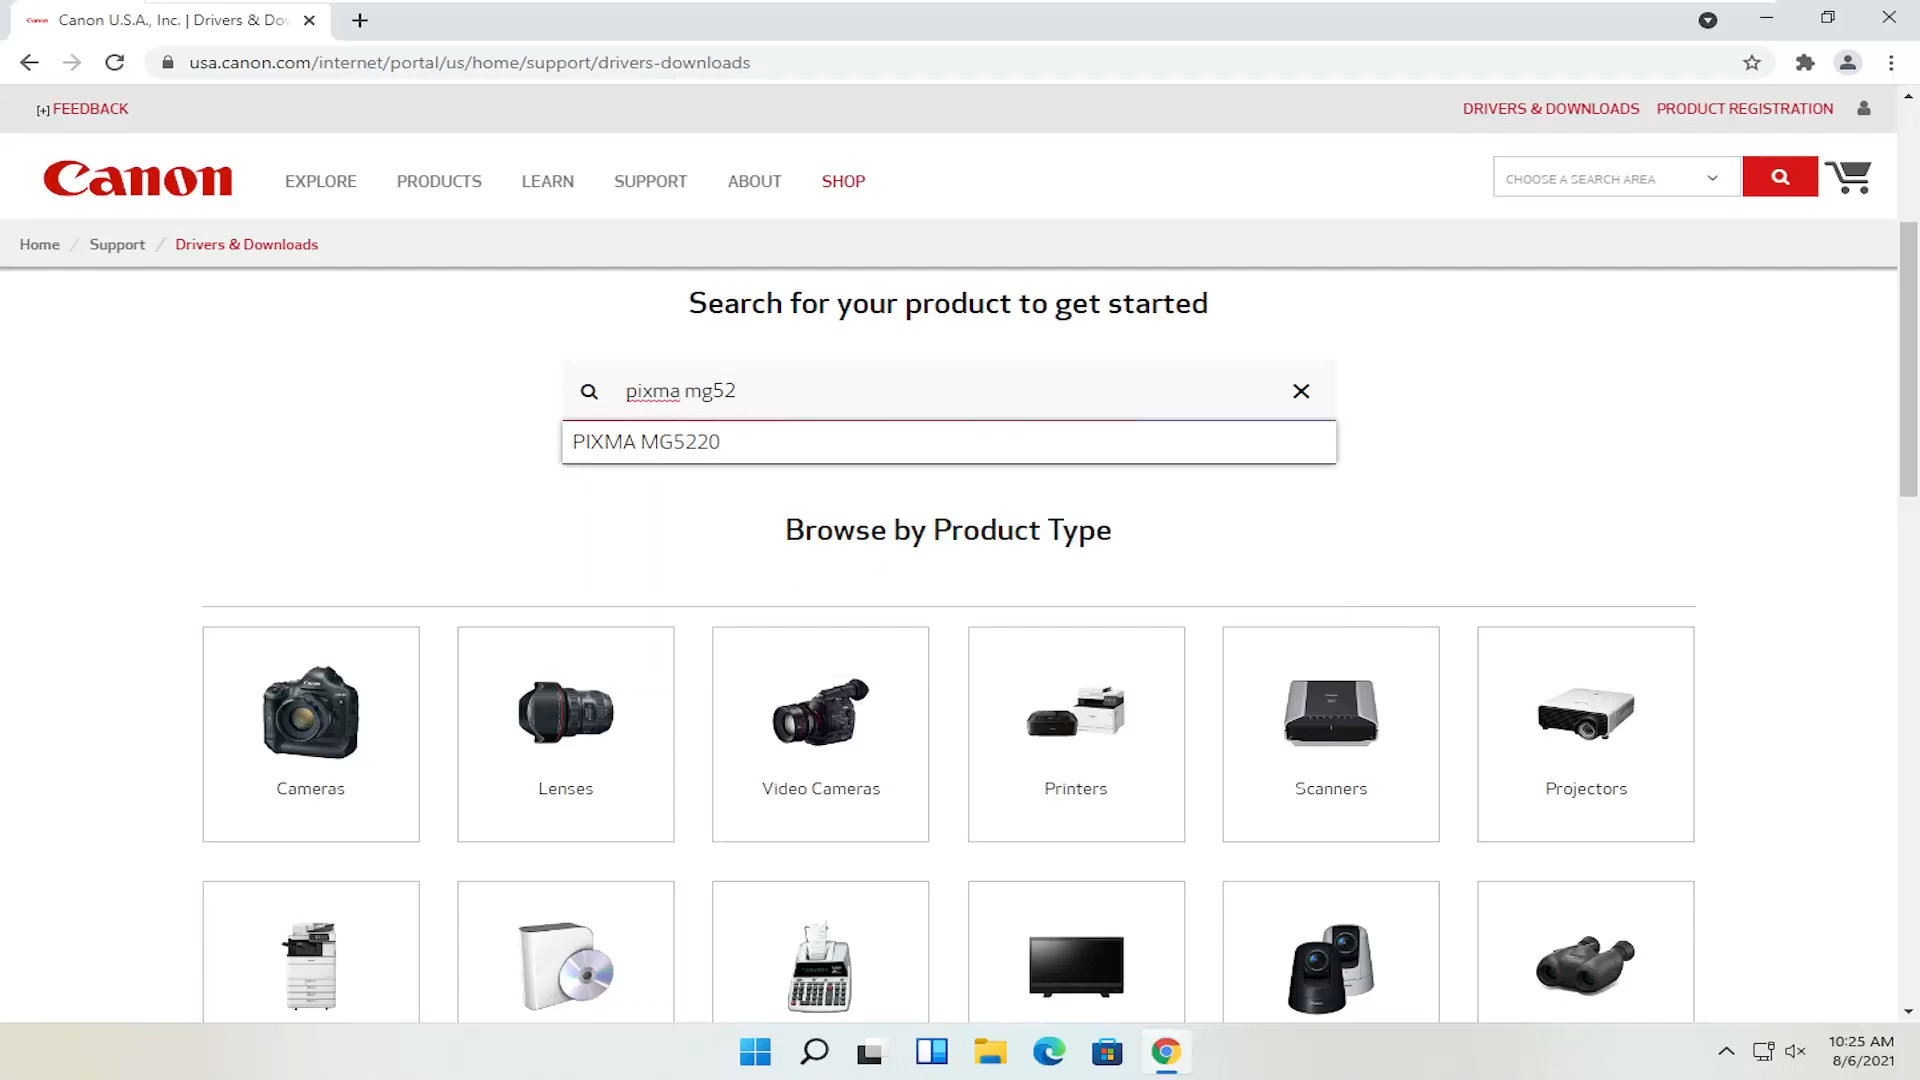 Canon Canon U.S.A., Inc. | Drivers & Do
usa.canon.com/internet/portal/us/home/support/drivers-downloads
[+] FEEDBACK
DRIVERS & DOWNLOADS PRODUCT REGISTRATION
Canon EXPLORE PRODUCTS LEARN SUPPORT ABOUT SHOP
CHOOSE A SEARCH AREA
Home / Support / Drivers & Downloads
Search for your product to get started
pixma mg52
PIXMA MG5220
Browse by Product Type
Cameras Lenses Video Cameras Printers Scanners Projectors
10:25 AM
8/6/2021